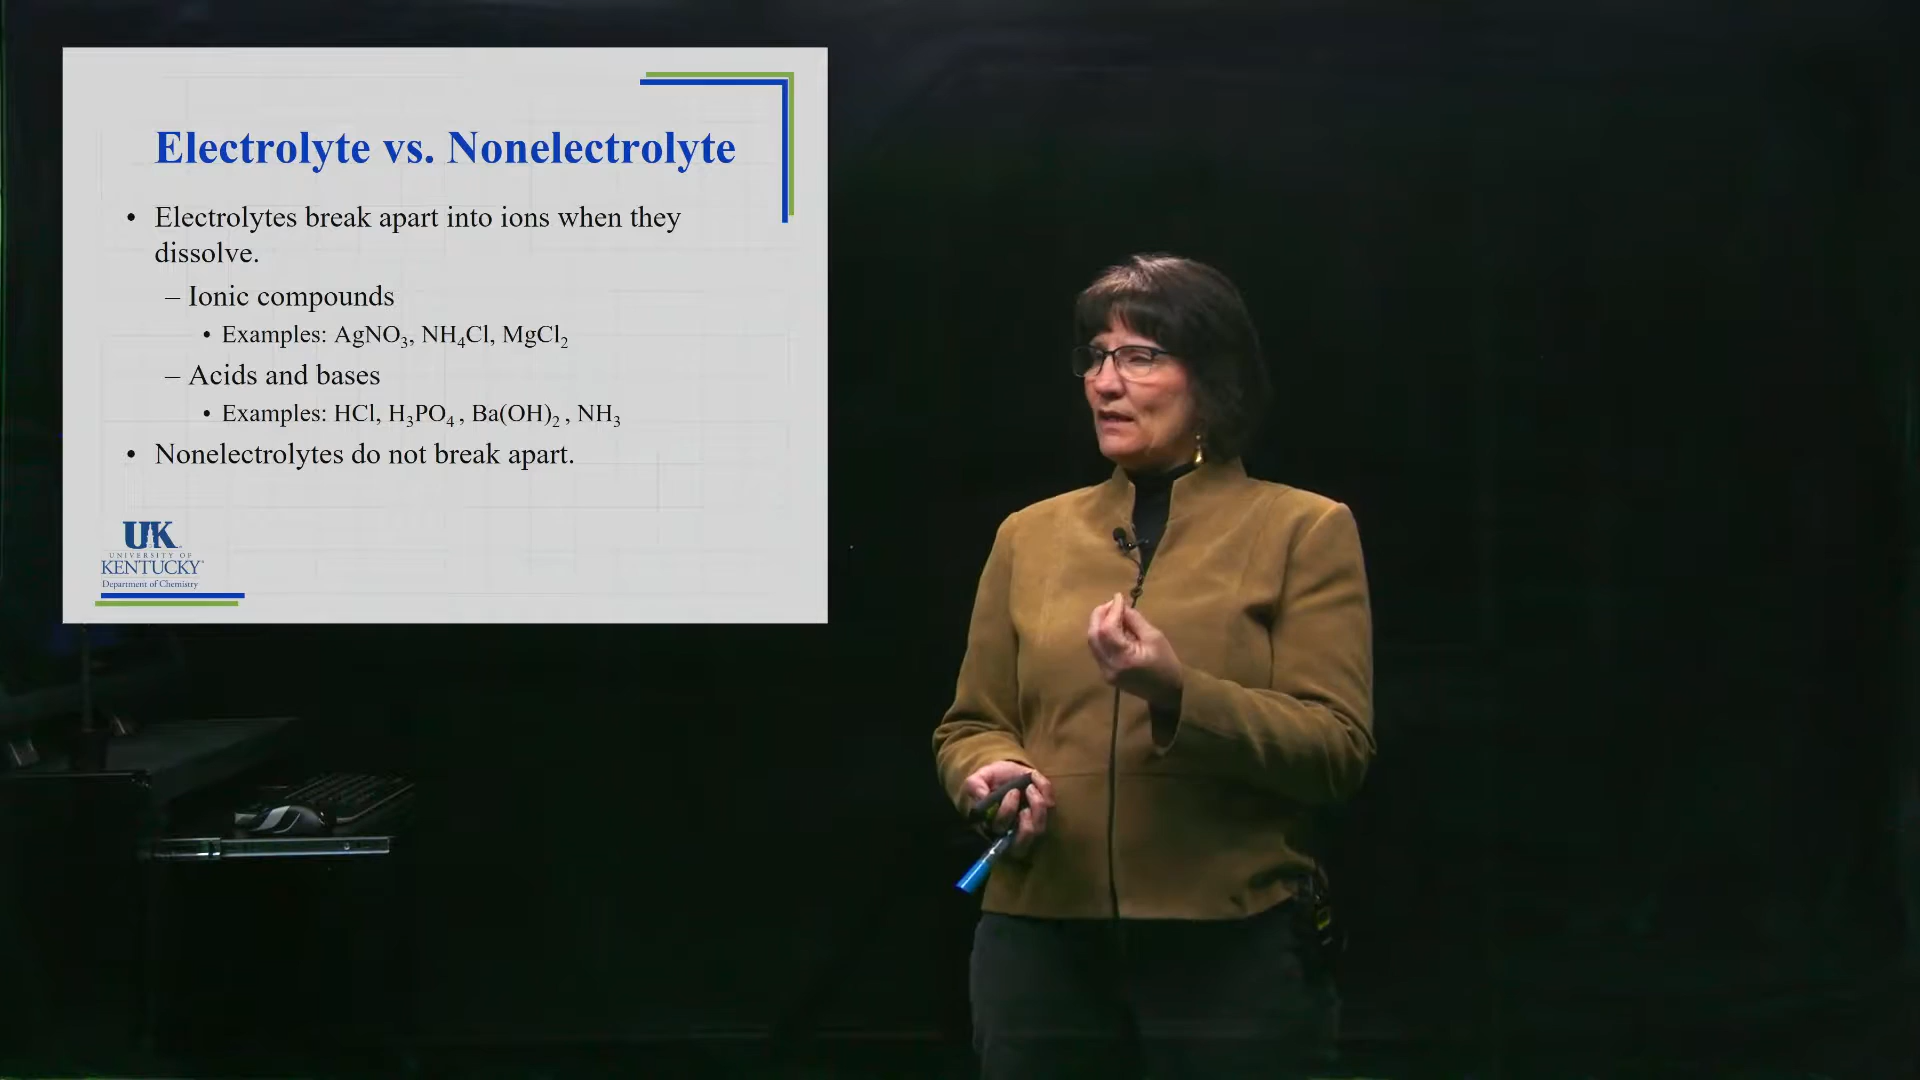 Electrolyte vs. Nonelectrolyte
• Electrolytes break apart into ions when they
dissolve.
– Ionic compounds
• Examples: AgNO₃, NH₄Cl, MgCl₂
– Acids and bases
• Examples: HCl, H₃PO₄ , Ba(OH)₂ , NH₃
• Nonelectrolytes do not break apart.
UK
UNIVERSITY OF
KENTUCKY
Department of Chemistry